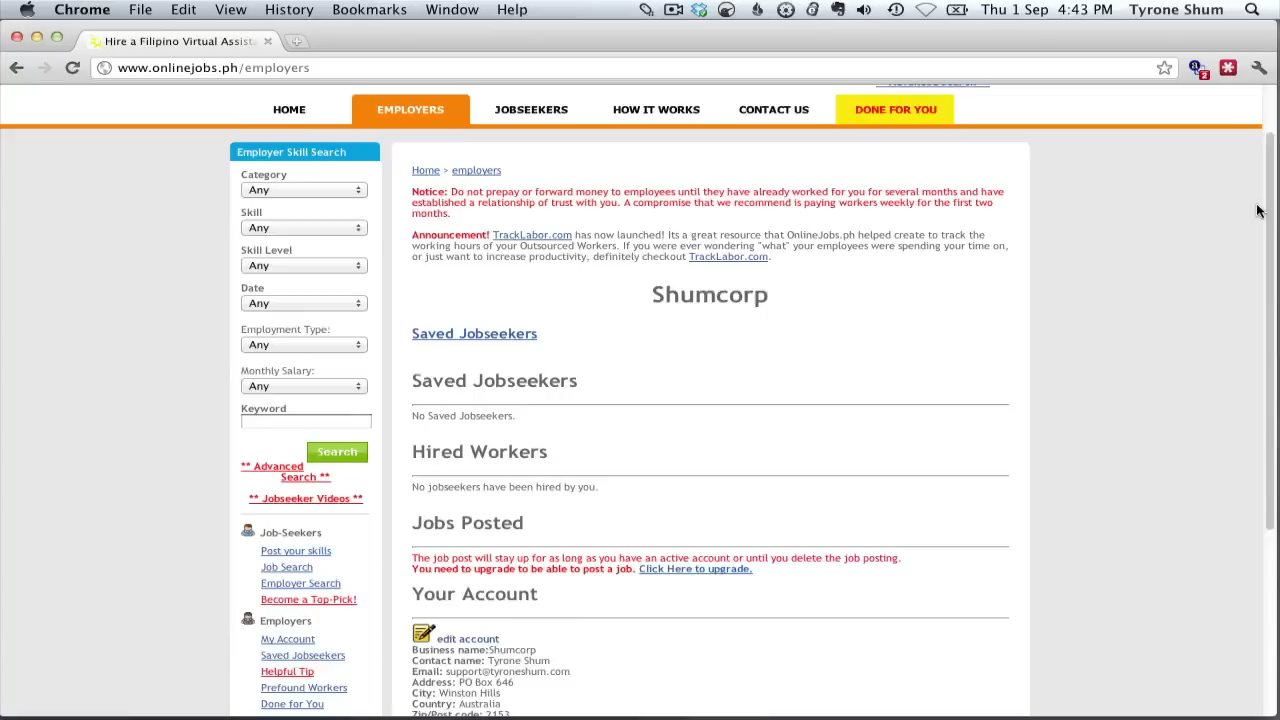 Chrome File Edit View History Bookmarks Window Help Thu 1 Sep 4:43 PM Tyrone Shum
Hire a Filipino Virtual Assist
www.onlinejobs.ph/employers
2
HOME EMPLOYERS JOBSEEKERS HOW IT WORKS CONTACT US DONE FOR YOU
Employer Skill Search
Category
Any
Skill
Any
Skill Level
Any
Date
Any
Employment Type:
Any
Monthly Salary:
Any
Keyword
Search
** Advanced
Search **
** Jobseeker Videos **
Job-Seekers
Post your skills
Job Search
Employer Search
Become a Top-Pick!
Employers
My Account
Saved Jobseekers
Helpful Tip
Prefound Workers
Done for You
Home > employers
Notice: Do not prepay or forward money to employees until they have already worked for you for several months and have
established a relationship of trust with you. A compromise that we recommend is paying workers weekly for the first two
months.
Announcement! TrackLabor.com has now launched! Its a great resource that OnlineJobs.ph helped create to track the
working hours of your Outsourced Workers. If you were ever wondering "what" your employees were spending your time on,
or just want to increase productivity, definitely checkout TrackLabor.com.
Shumcorp
Saved Jobseekers
Saved Jobseekers
No Saved Jobseekers.
Hired Workers
No jobseekers have been hired by you.
Jobs Posted
The job post will stay up for as long as you have an active account or until you delete the job posting.
You need to upgrade to be able to post a job. Click Here to upgrade.
Your Account
edit account
Business name:Shumcorp
Contact name: Tyrone Shum
Email: support@tyroneshum.com
Address: PO Box 646
City: Winston Hills
Country: Australia
Zip/Post code: 2153